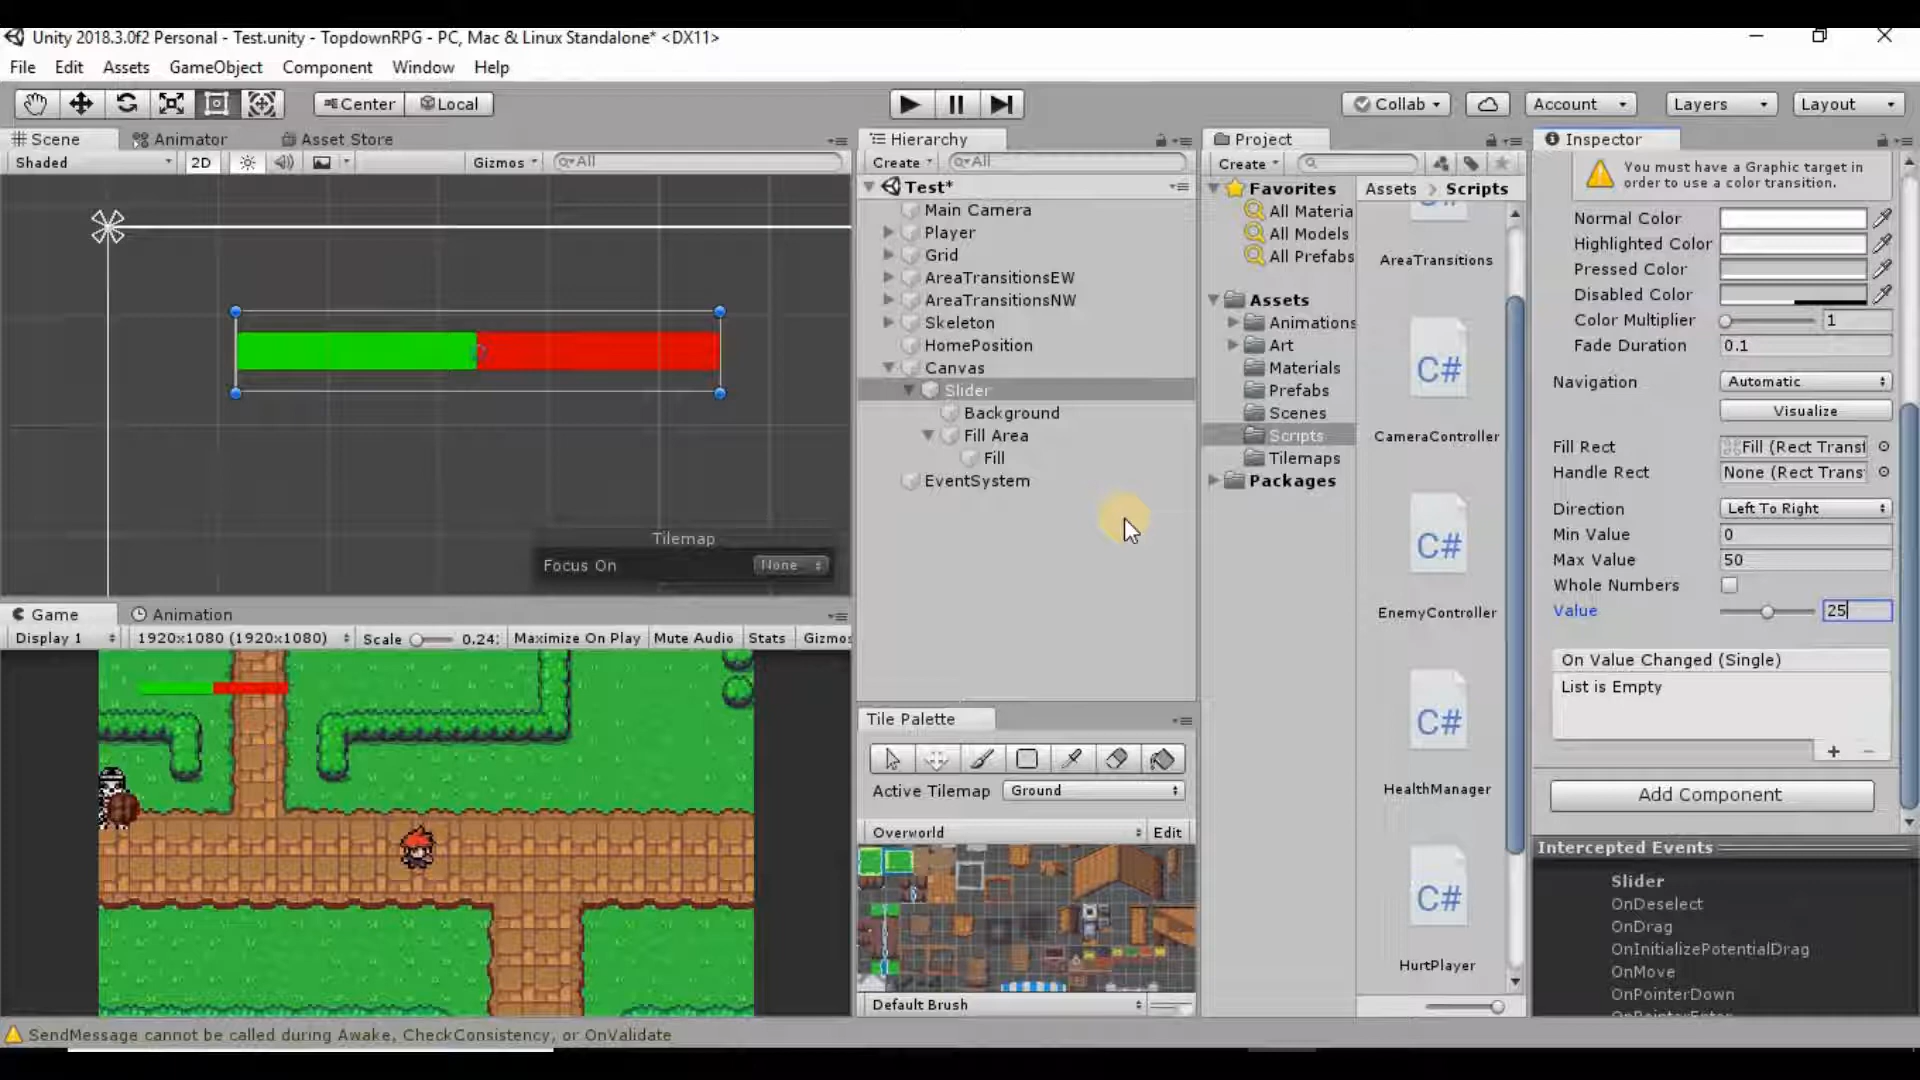 Unity 2018.3.0f2 Personal - Test.unity - TopdownRPG - PC, Mac & Linux Standalone* <DX11>
File Edit Assets GameObject Component Window Help
Center Local Collab Account Layers Layout
Scene Animator Asset Store
Shaded 2D Gizmos All
Tilemap
Focus On None
Game Animation
Display 1 1920x1080 (1920x1080) Scale 0.24 Maximize On Play Mute Audio Stats Gizmos
Hierarchy
Create All
Test*
Main Camera
Player
Grid
AreaTransitionsEW
AreaTransitionsNW
Skeleton
HomePosition
Canvas
Slider
Background
Fill Area
Fill
EventSystem
Tile Palette
Active Tilemap Ground
Overworld Edit
Default Brush
Project
Create
Favorites
All Materia
All Models
All Prefabs
Assets
Animations
Art
Materials
Prefabs
Scenes
Scripts
Tilemaps
Packages
Assets Scripts
AreaTransitions
C#
CameraController
C#
EnemyController
C#
HealthManager
C#
HurtPlayer
Inspector
You must have a Graphic target in
order to use a color transition.
Normal Color
Highlighted Color
Pressed Color
Disabled Color
Color Multiplier 1
Fade Duration 0.1
Navigation Automatic
Visualize
Fill Rect Fill (Rect Transf
Handle Rect None (Rect Trans
Direction Left To Right
Min Value 0
Max Value 50
Whole Numbers
Value 25
On Value Changed (Single)
List is Empty
Add Component
Intercepted Events
Slider
OnDeselect
OnDrag
OnInitializePotentialDrag
OnMove
OnPointerDown
SendMessage cannot be called during Awake, CheckConsistency, or OnValidate